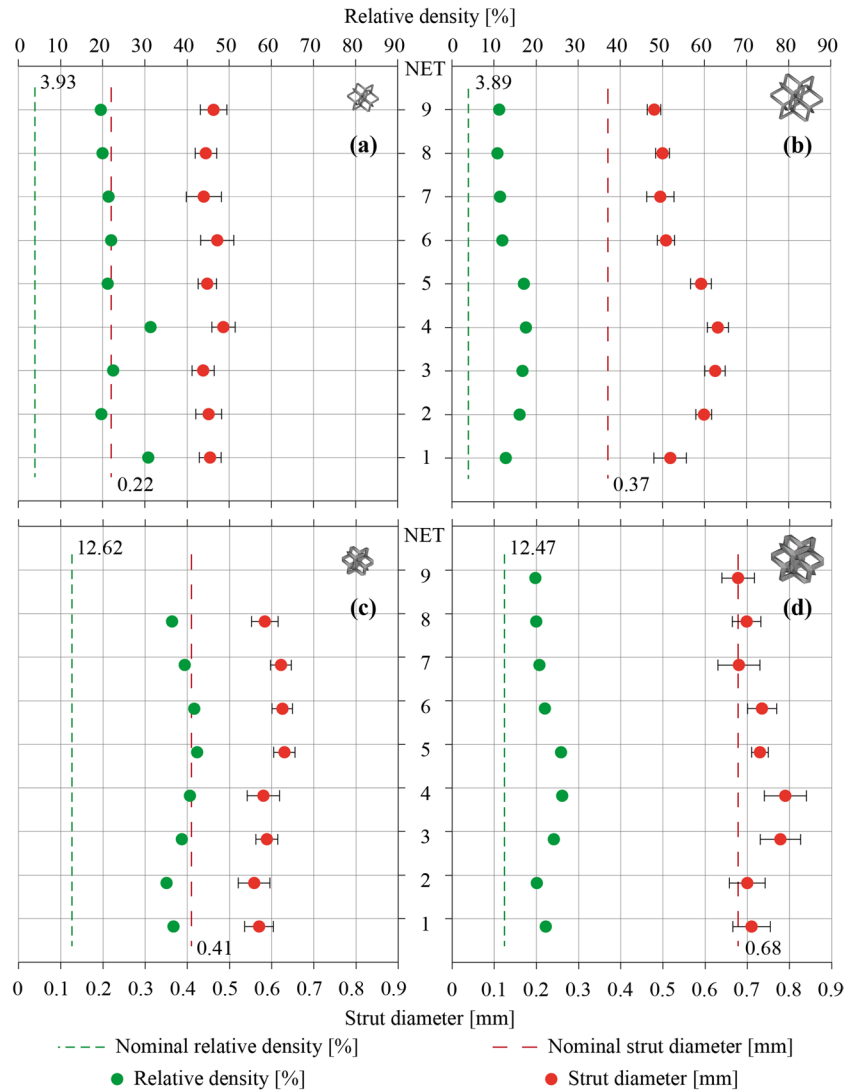 Relative density [%]
0 10 20 30 40 50 60 70 80 90 0 10 20 30 40 50 60 70 80 90
NET
3.93 3.89
9
(a) (b)
8
7
6
5
4
3
2
1
0.22 0.37
NET
12.62 12.47
9
(c) (d)
8
7
6
5
4
3
2
1
0.41 0.68
0 0.1 0.2 0.3 0.4 0.5 0.6 0.7 0.8 0.9 0 0.1 0.2 0.3 0.4 0.5 0.6 0.7 0.8 0.9
Strut diameter [mm]
Nominal relative density [%] Nominal strut diameter [mm]
Relative density [%] Strut diameter [mm]